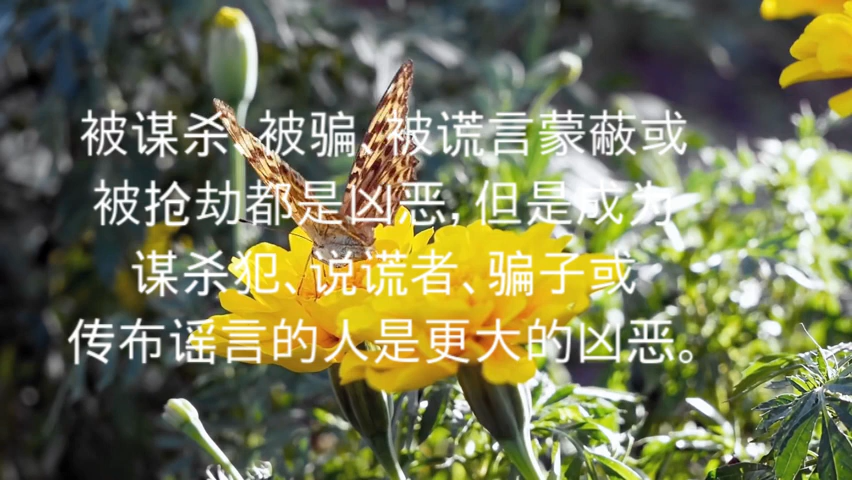 被谋杀、被骗、被谎言蒙蔽或
被抢劫都是凶恶，但是成为
谋杀犯、说谎者、骗子或
传布谣言的人是更大的凶恶。